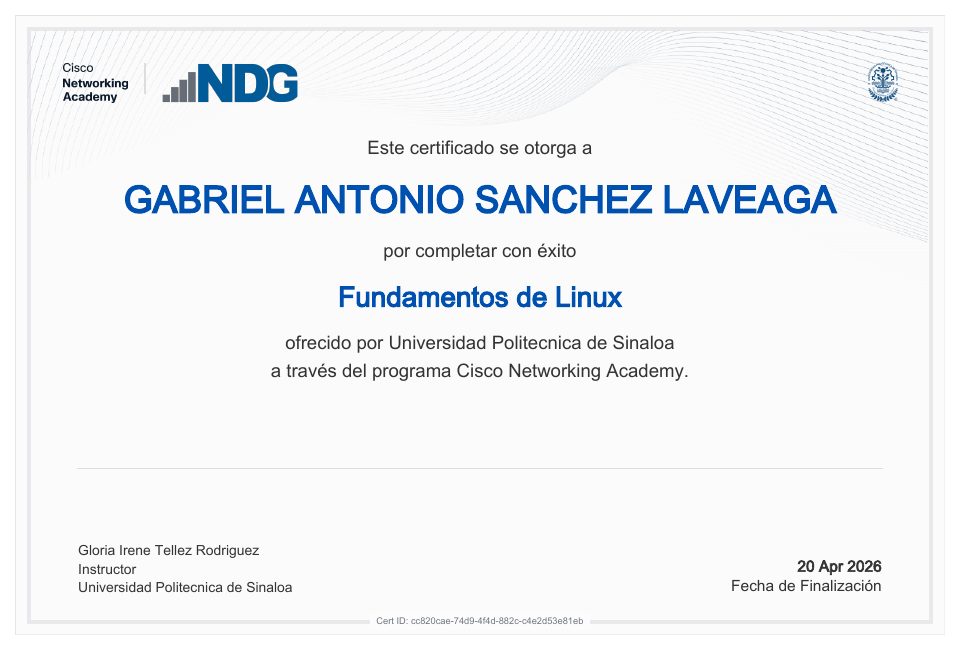 Cisco
Networking
Academy
NDG
Este certificado se otorga a
GABRIEL ANTONIO SANCHEZ LAVEAGA
por completar con éxito
Fundamentos de Linux
ofrecido por Universidad Politecnica de Sinaloa
a través del programa Cisco Networking Academy.
Gloria Irene Tellez Rodriguez
Instructor
Universidad Politecnica de Sinaloa
20 Apr 2026
Fecha de Finalización
Cert ID: cc820cae-74d9-4f4d-882c-c4e2d53e81eb